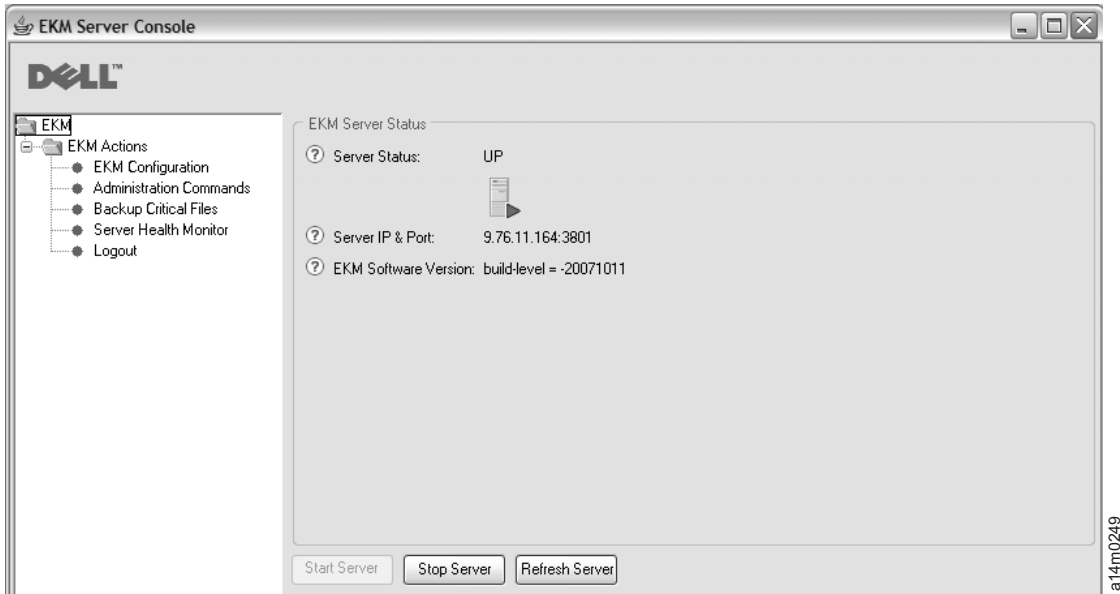 EKM Server Console
DELL™
EKM
EKM Actions
EKM Configuration
Administration Commands
Backup Critical Files
Server Health Monitor
Logout
EKM Server Status
? Server Status: UP
? Server IP & Port: 9.76.11.164:3801
? EKM Software Version: build-level = -20071011
Start Server Stop Server Refresh Server
a14m0249